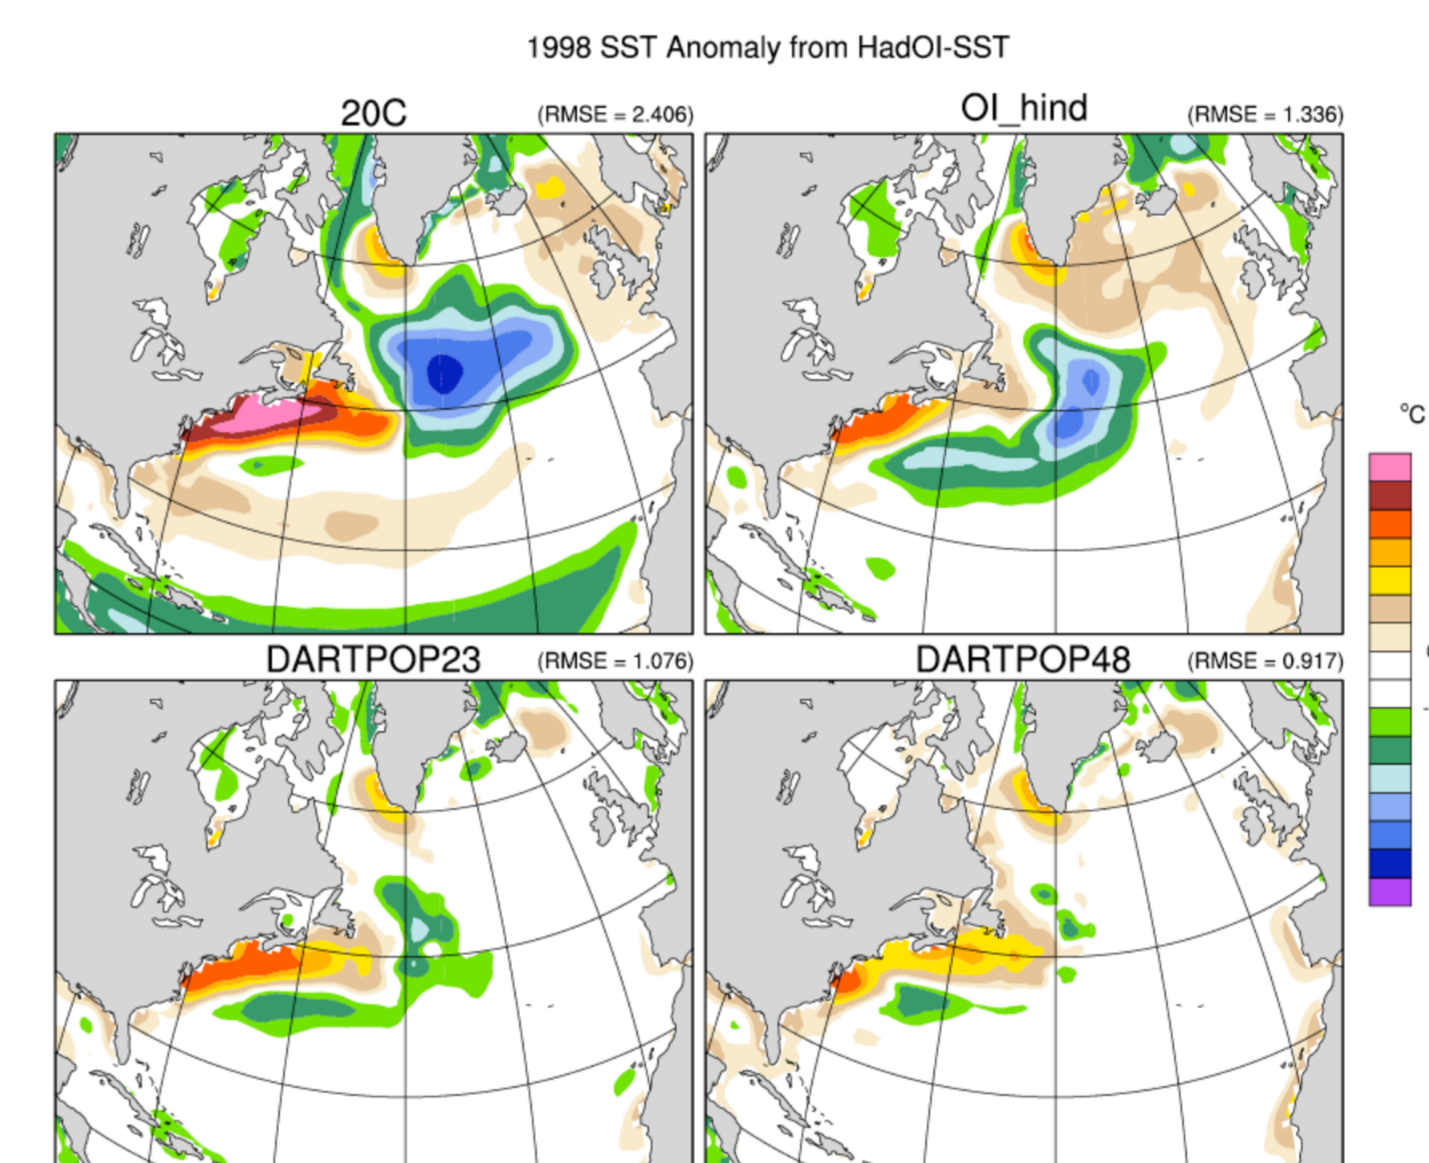 1998 SST Anomaly from HadOI-SST
20C (RMSE = 2.406)
OI_hind (RMSE = 1.336)
°C
DARTPOP23 (RMSE = 1.076)
DARTPOP48 (RMSE = 0.917)